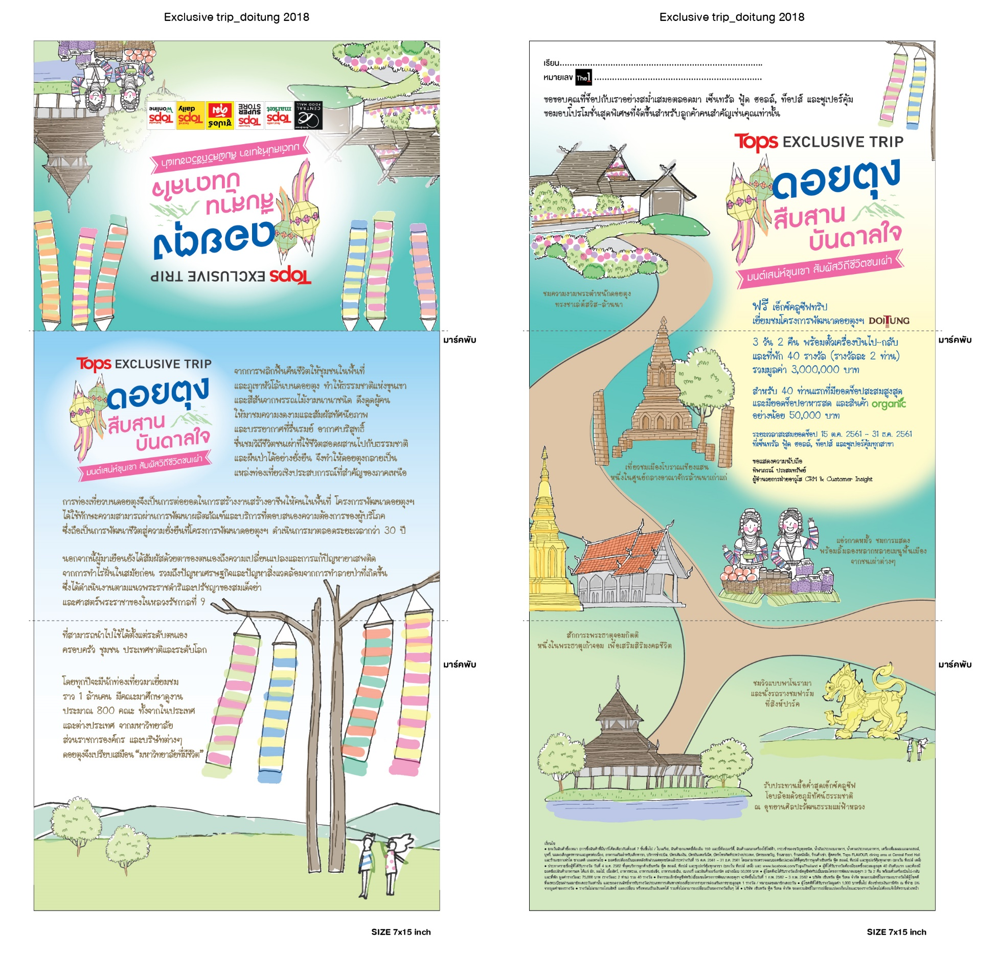 Exclusive trip_doitung 2018
CENTRAL
FOOD HALL
Tops market
Tops SUPER STORE
ซูเปอร์คุ้ม
Tops daily
Tops online
มนต์เสน่ห์ขุนเขา สัมผัสวิถีชีวิตชนเผ่า
บันดาลใจ
สืบสาน
ดอยตุง
Tops EXCLUSIVE TRIP
มาร์คพับ
Tops EXCLUSIVE TRIP
ดอยตุง
สืบสาน
บันดาลใจ
มนต์เสน่ห์ขุนเขา สัมผัสวิถีชีวิตชนเผ่า
จากการพลิกฟื้นคืนชีวิตให้ชุมชนในพื้นที่
และภูเขาหัวโล้นบนดอยตุง ทำให้ธรรมชาติแห่งขุนเขา
และสีสันจากพรรณไม้งามนานาชนิด ดึงดูดผู้คน
ให้มาชมความงดงามและสัมผัสทัศนียภาพ
และบรรยากาศที่รื่นรมย์ อากาศบริสุทธิ์
ชื่นชมวิถีชีวิตชนเผ่าที่ใช้ชีวิตสอดผสานไปกับธรรมชาติ
และผืนป่าได้อย่างยั่งยืน จึงทำให้ดอยตุงกลายเป็น
แหล่งท่องเที่ยวเชิงประสบการณ์ที่สำคัญของภาคเหนือ
การท่องเที่ยวบนดอยตุงจึงเป็นการต่อยอดในการสร้างงานสร้างอาชีพให้คนในพื้นที่ โครงการพัฒนาดอยตุงฯ
ได้ใช้ทักษะความสามารถผ่านการพัฒนาผลิตภัณฑ์และบริการที่ตอบสนองความต้องการของผู้บริโภค
ซึ่งถือเป็นการพัฒนาชีวิตสู่ความยั่งยืนที่โครงการพัฒนาดอยตุงฯ ดำเนินการมาตลอดระยะเวลากว่า 30 ปี
นอกจากนี้ผู้มาเยือนยังได้สัมผัสด้วยตาของตนเองถึงความเปลี่ยนแปลงและการแก้ปัญหายาเสพติด
จากการทำไร่ฝิ่นในสมัยก่อน รวมถึงปัญหาเศรษฐกิจและปัญหาสิ่งแวดล้อมจากการทำลายป่าที่เกิดขึ้น
ซึ่งได้ดำเนินงานตามแนวพระราชดำริและปรัชญาของสมเด็จย่า
และศาสตร์พระราชาของในหลวงรัชกาลที่ 9
ที่สามารถนำไปใช้ได้ตั้งแต่ระดับตนเอง
ครอบครัว ชุมชน ประเทศชาติและระดับโลก
มาร์คพับ
โดยทุกปีจะมีนักท่องเที่ยวมาเยี่ยมชม
ราว 1 ล้านคน มีคณะมาศึกษาดูงาน
ประมาณ 800 คณะ ทั้งจากในประเทศ
และต่างประเทศ จากมหาวิทยาลัย
ส่วนราชการองค์กร และบริษัทต่างๆ
ดอยตุงจึงเปรียบเสมือน “มหาวิทยาลัยที่มีชีวิต”
SIZE 7x15 inch
Exclusive trip_doitung 2018
เรียน........................................
หมายเลข The1 ........................................
ขอขอบคุณที่ช็อปกับเราอย่างสม่ำเสมอตลอดมา เซ็นทรัล ฟู้ด ฮอลล์, ท็อปส์ และซูเปอร์คุ้ม
ขอมอบโปรโมชั่นสุดพิเศษที่จัดขึ้นสำหรับลูกค้าคนสำคัญเช่นคุณเท่านั้น
Tops EXCLUSIVE TRIP
ดอยตุง
สืบสาน
บันดาลใจ
มนต์เสน่ห์ขุนเขา สัมผัสวิถีชีวิตชนเผ่า
ชมความงามพระตำหนักดอยตุง
ทรงชาเล่ต์สวิส-ล้านนา
ฟรี เอ็กซ์คลูซีฟทริป
เยี่ยมชมโครงการพัฒนาดอยตุงฯ DOITUNG
มาร์คพับ
3 วัน 2 คืน พร้อมตั๋วเครื่องบินไป-กลับ
และที่พัก 40 รางวัล (รางวัลละ 2 ท่าน)
รวมมูลค่า 3,000,000 บาท
สำหรับ 40 ท่านแรกที่มียอดช็อปสะสมสูงสุด
และมียอดช็อปอาหารสด และสินค้า organic
อย่างน้อย 50,000 บาท
ระยะเวลาสะสมยอดช็อป 15 ต.ค. 2561 - 31 ธ.ค. 2561
ที่เซ็นทรัล ฟู้ด ฮอลล์, ท็อปส์ และซูเปอร์คุ้มทุกสาขา
ขอแสดงความนับถือ
ทิพาภรณ์ ประสมทรัพย์
ผู้อำนวยการฝ่ายอาวุโส CRM & Customer Insight
เที่ยวชมเมืองโบราณเชียงแสน
หนึ่งในศูนย์กลางอาณาจักรล้านนาเก่าแก่
แอ่วกาดหมั้ว ชมการแสดง
พร้อมลิ้มลองหลากหลายเมนูพื้นเมือง
จากชนเผ่าต่างๆ
สักการะพระธาตุจอมกิตติ
หนึ่งในพระธาตุเก้าจอม เพื่อเสริมสิริมงคลชีวิต
มาร์คพับ
ชมวิวแบบพาโนรามา
และนั่งรถรางชมฟาร์ม
ที่สิงห์ปาร์ค
รับประทานมื้อค่ำสุดเอ็กซ์คลูซีฟ
โอบล้อมด้วยภูมิทัศน์ธรรมชาติ
ณ อุทยานศิลปะวัฒนธรรมแม่ฟ้าหลวง
เงื่อนไข
SIZE 7x15 inch